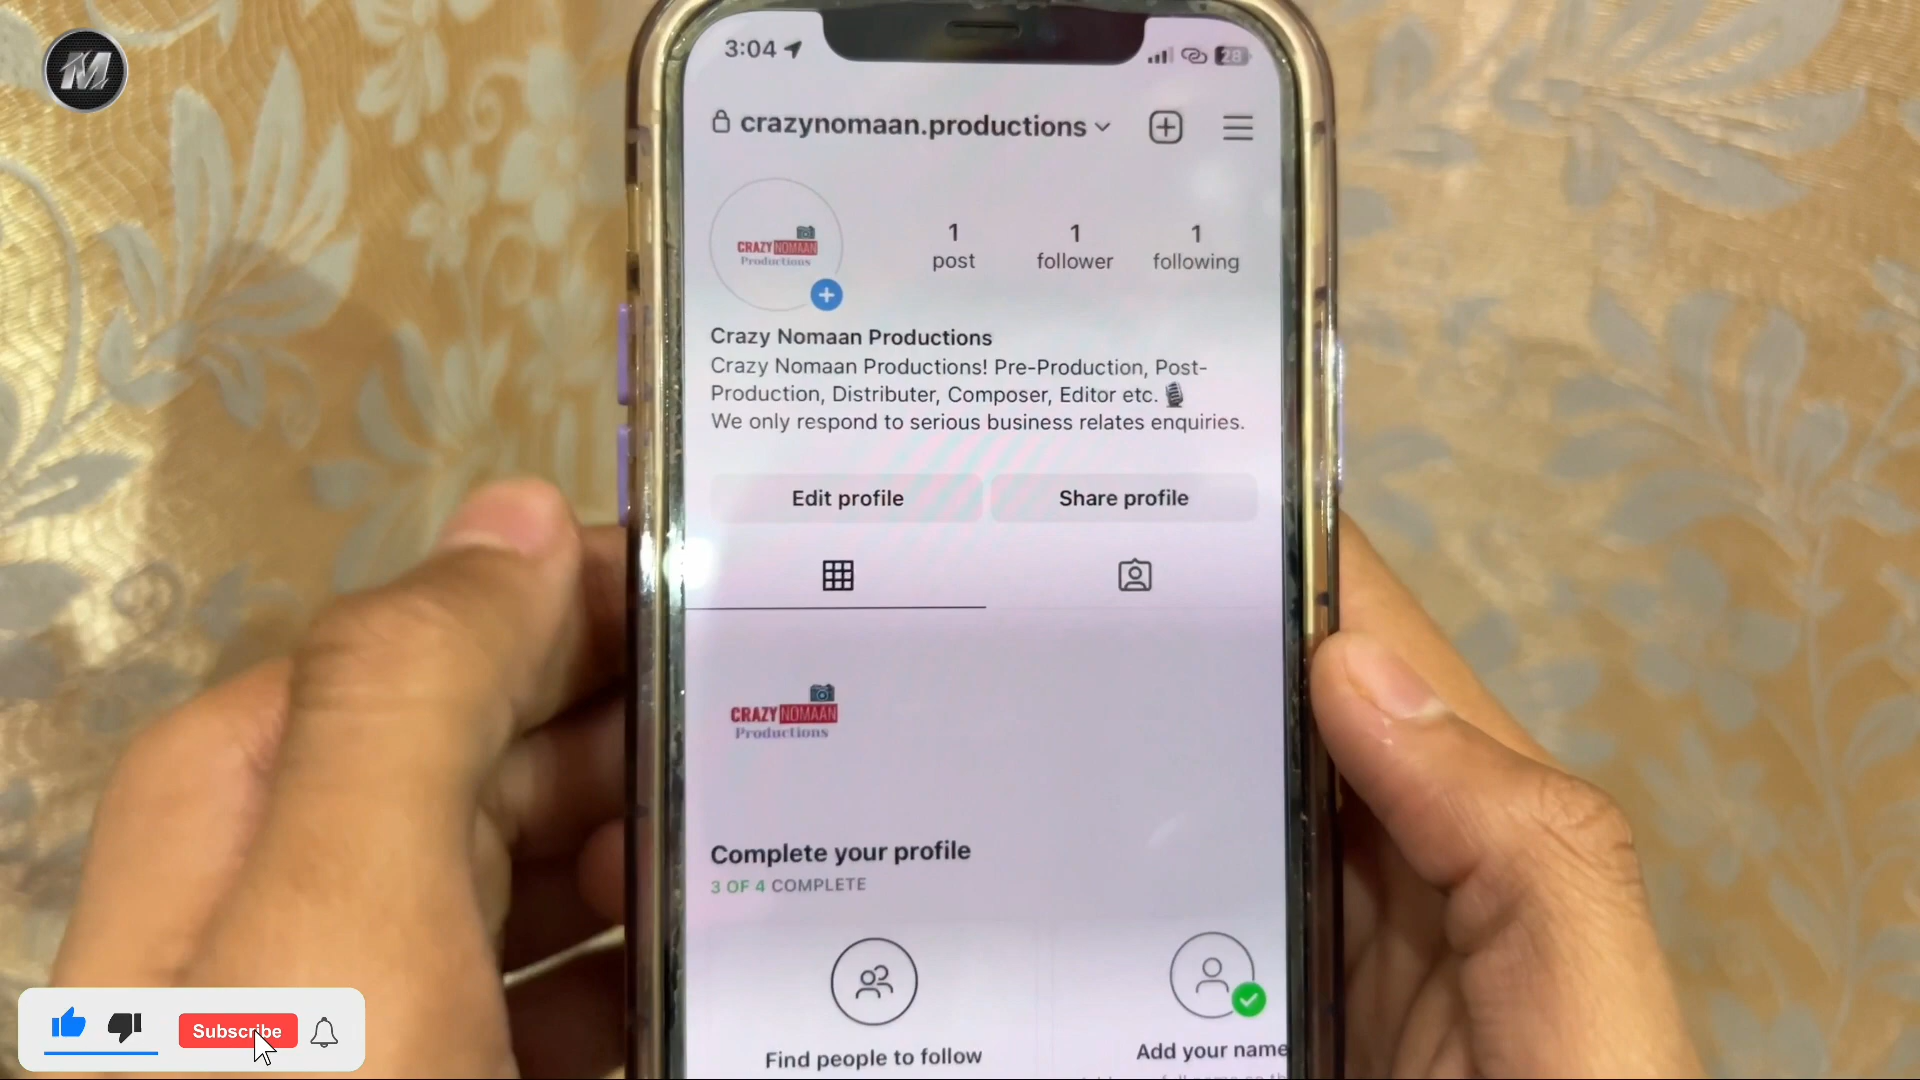 M
3:04
28
crazynomaan.productions
CRAZY NOMAAN
Productions
1 1 1
post follower following
Crazy Nomaan Productions
Crazy Nomaan Productions! Pre-Production, Post-
Production, Distributer, Composer, Editor etc. 🎙️
We only respond to serious business relates enquiries.
Edit profile Share profile
CRAZY NOMAAN
Productions
Complete your profile
3 OF 4 COMPLETE
Find people to follow
Add your name
Subscribe